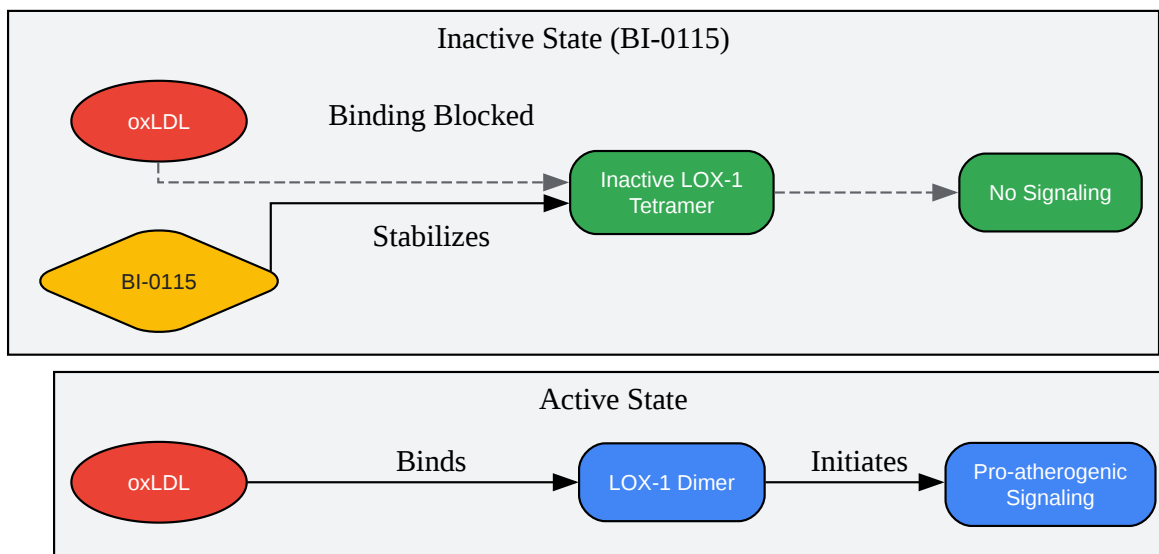 Inactive State (BI-0115)
oxLDL
Binding Blocked
Inactive LOX-1
Tetramer
No Signaling
Stabilizes
BI-0115
Active State
oxLDL
Binds
LOX-1 Dimer
Initiates
Pro-atherogenic
Signaling